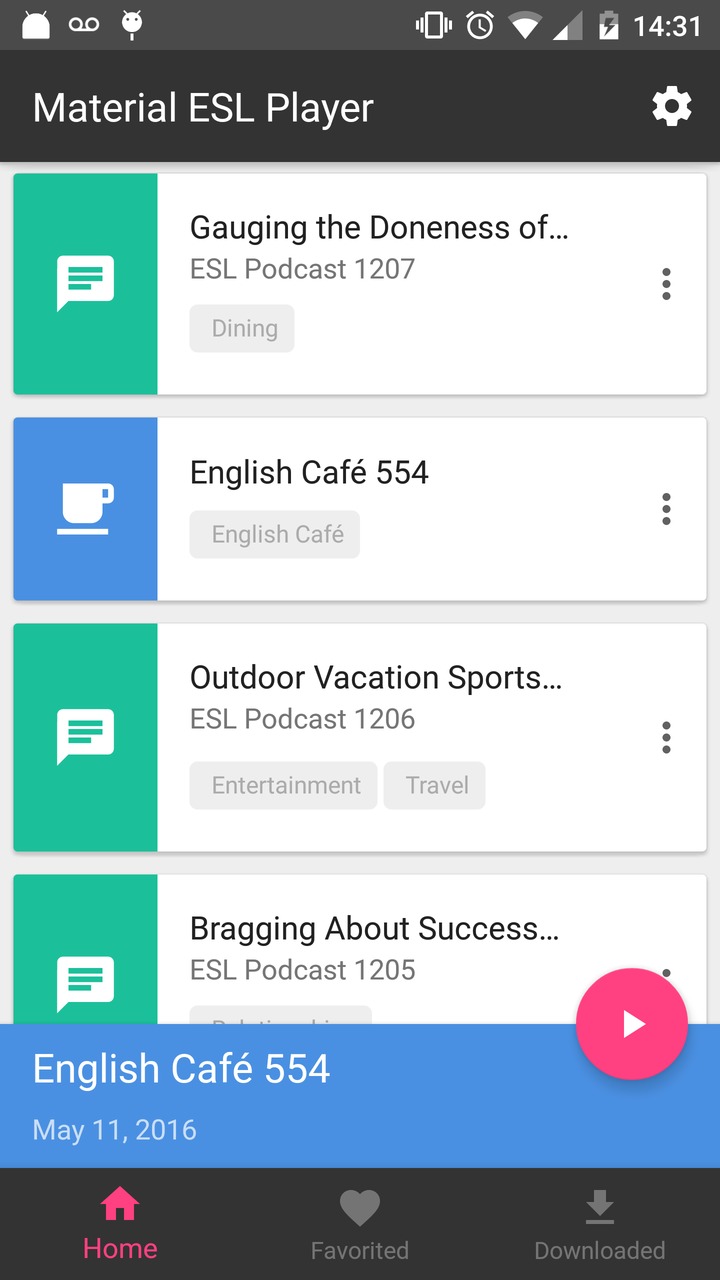 14:31
Material ESL Player
Gauging the Doneness of…
ESL Podcast 1207
Dining
English Café 554
English Café
Outdoor Vacation Sports…
ESL Podcast 1206
Entertainment Travel
Bragging About Success…
ESL Podcast 1205
English Café 554
May 11, 2016
Home Favorited Downloaded